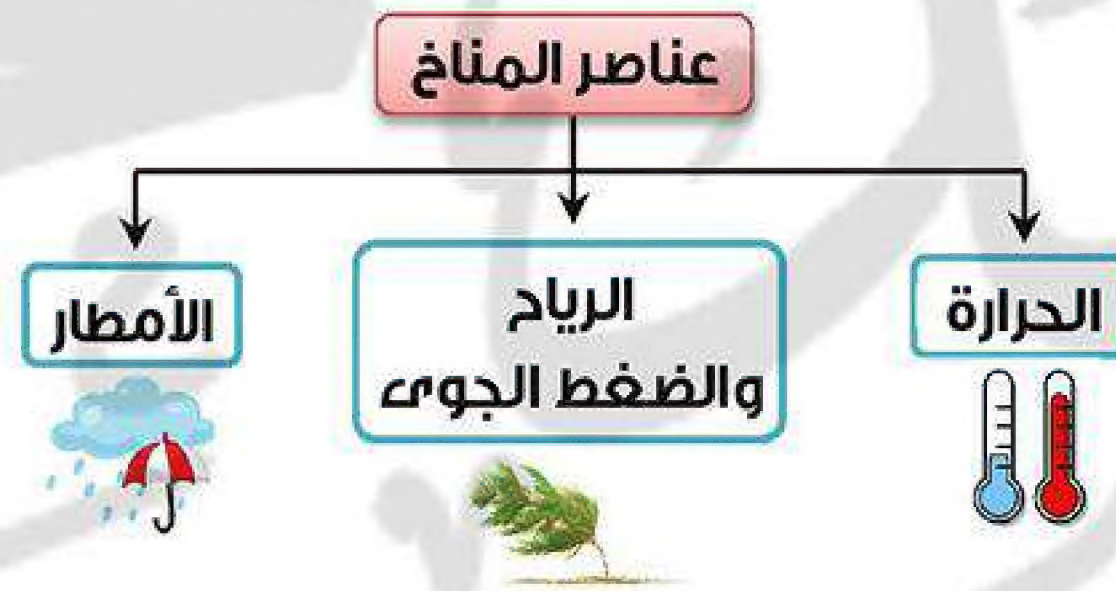 عناصر المناخ
الحرارة
الرياح
والضغط الجوى
الأمطار